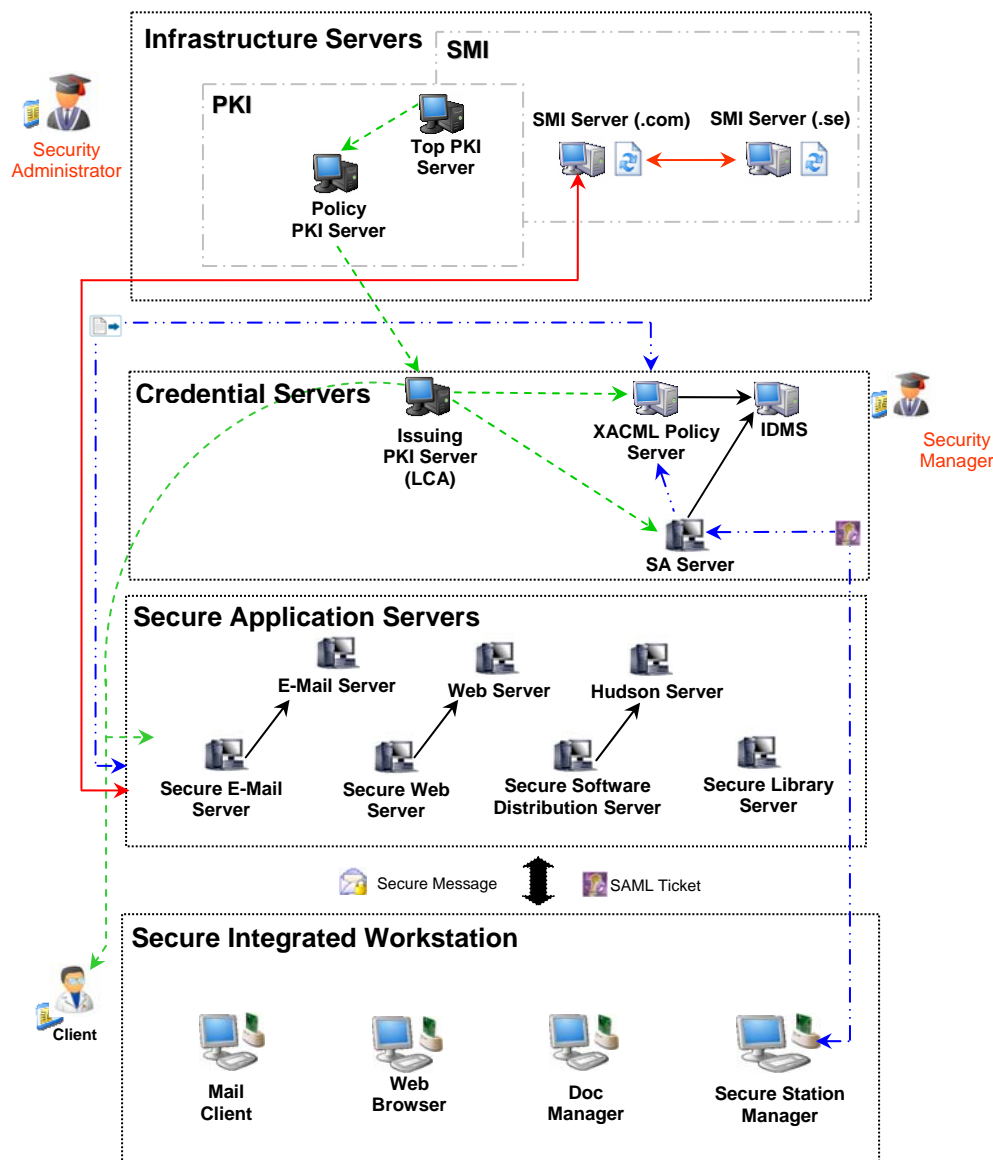 Infrastructure Servers
SMI
PKI
Security
Administrator
Top PKI
Server
SMI Server (.com)
SMI Server (.se)
Policy
PKI Server
Credential Servers
Issuing
PKI Server
(LCA)
XACML Policy
Server
IDMS
Security
Manager
SA Server
Secure Application Servers
E-Mail Server
Web Server
Hudson Server
Secure E-Mail
Server
Secure Web
Server
Secure Software
Distribution Server
Secure Library
Server
Secure Message
SAML Ticket
Secure Integrated Workstation
Client
Mail
Client
Web
Browser
Doc
Manager
Secure Station
Manager